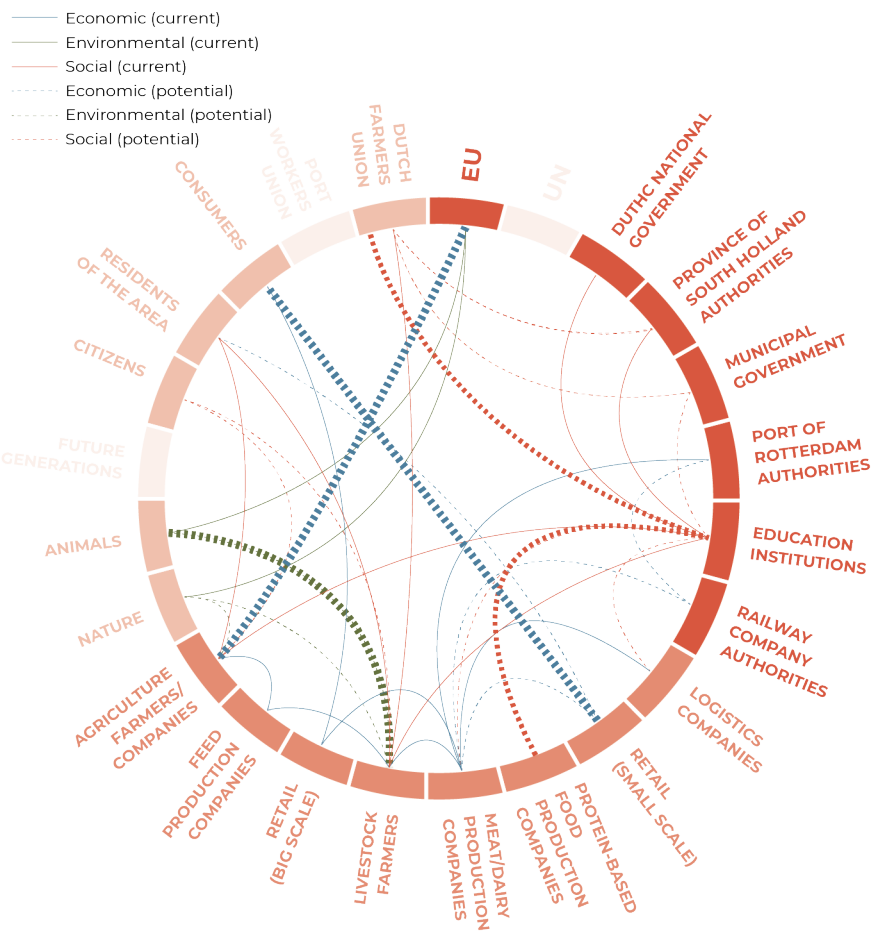 Economic (current)
Environmental (current)
Social (current)
Economic (potential)
Environmental (potential)
Social (potential)
PORT
WORKERS
UNION
DUTCH
FARMERS
UNION
EU
UN
DUTHC NATIONAL
GOVERNMENT
PROVINCE OF
SOUTH HOLLAND
AUTHORITIES
MUNICIPAL
GOVERNMENT
PORT OF
ROTTERDAM
AUTHORITIES
EDUCATION
INSTITUTIONS
RAILWAY
COMPANY
AUTHORITIES
LOGISTICS
COMPANIES
RETAIL
(SMALL SCALE)
PROTEIN-BASED
FOOD
PRODUCTION
COMPANIES
MEAT/DAIRY
PRODUCTION
COMPANIES
LIVESTOCK
FARMERS
RETAIL
(BIG SCALE)
FEED
PRODUCTION
COMPANIES
AGRICULTURE
FARMERS/
COMPANIES
NATURE
ANIMALS
FUTURE
GENERATIONS
CITIZENS
RESIDENTS
OF THE AREA
CONSUMERS